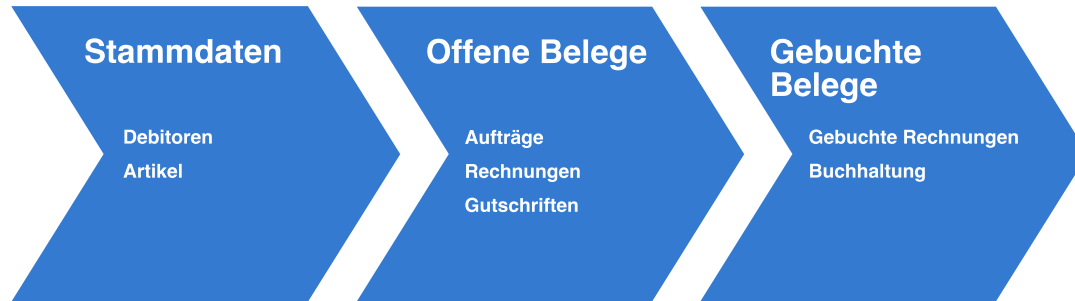 Stammdaten
Debitoren
Artikel
Offene Belege
Aufträge
Rechnungen
Gutschriften
Gebuchte
Belege
Gebuchte Rechnungen
Buchhaltung